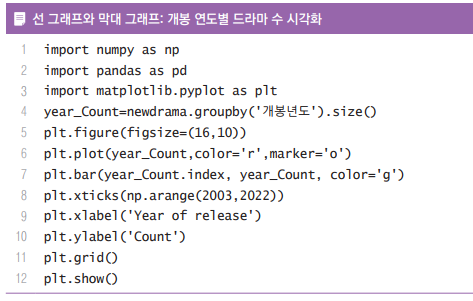 선 그래프와 막대 그래프: 개봉 연도별 드라마 수 시각화
1 import numpy as np
2 import pandas as pd
3 import matplotlib.pyplot as plt
4 year_Count=newdrama.groupby('개봉년도').size()
5 plt.figure(figsize=(16,10))
6 plt.plot(year_Count,color='r',marker='o')
7 plt.bar(year_Count.index, year_Count, color='g')
8 plt.xticks(np.arange(2003,2022))
9 plt.xlabel('Year of release')
10 plt.ylabel('Count')
11 plt.grid()
12 plt.show()